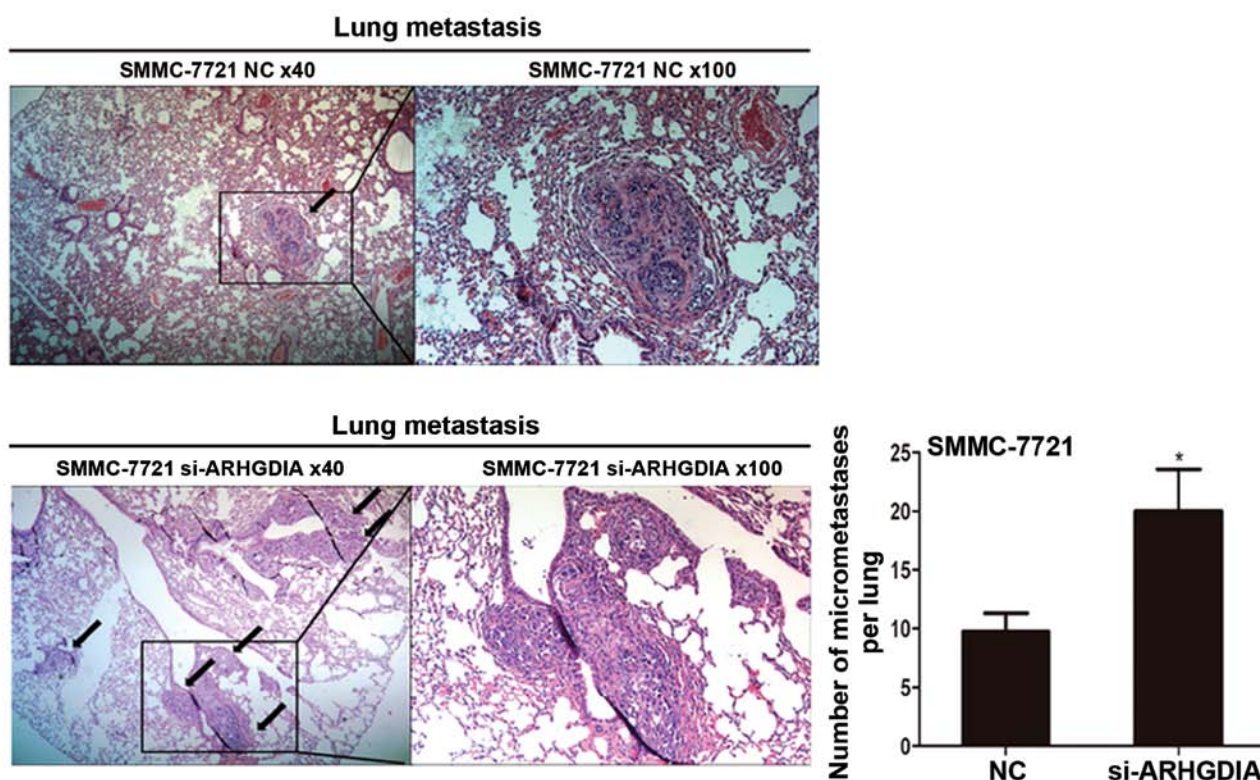 Lung metastasis
SMMC-7721 NC x40
SMMC-7721 NC x100
Lung metastasis
SMMC-7721 si-ARHGDIA x40
SMMC-7721 si-ARHGDIA x100
Number of micrometastases
per lung
SMMC-7721
25
20
15
10
5
0
*
NC
si-ARHGDIA